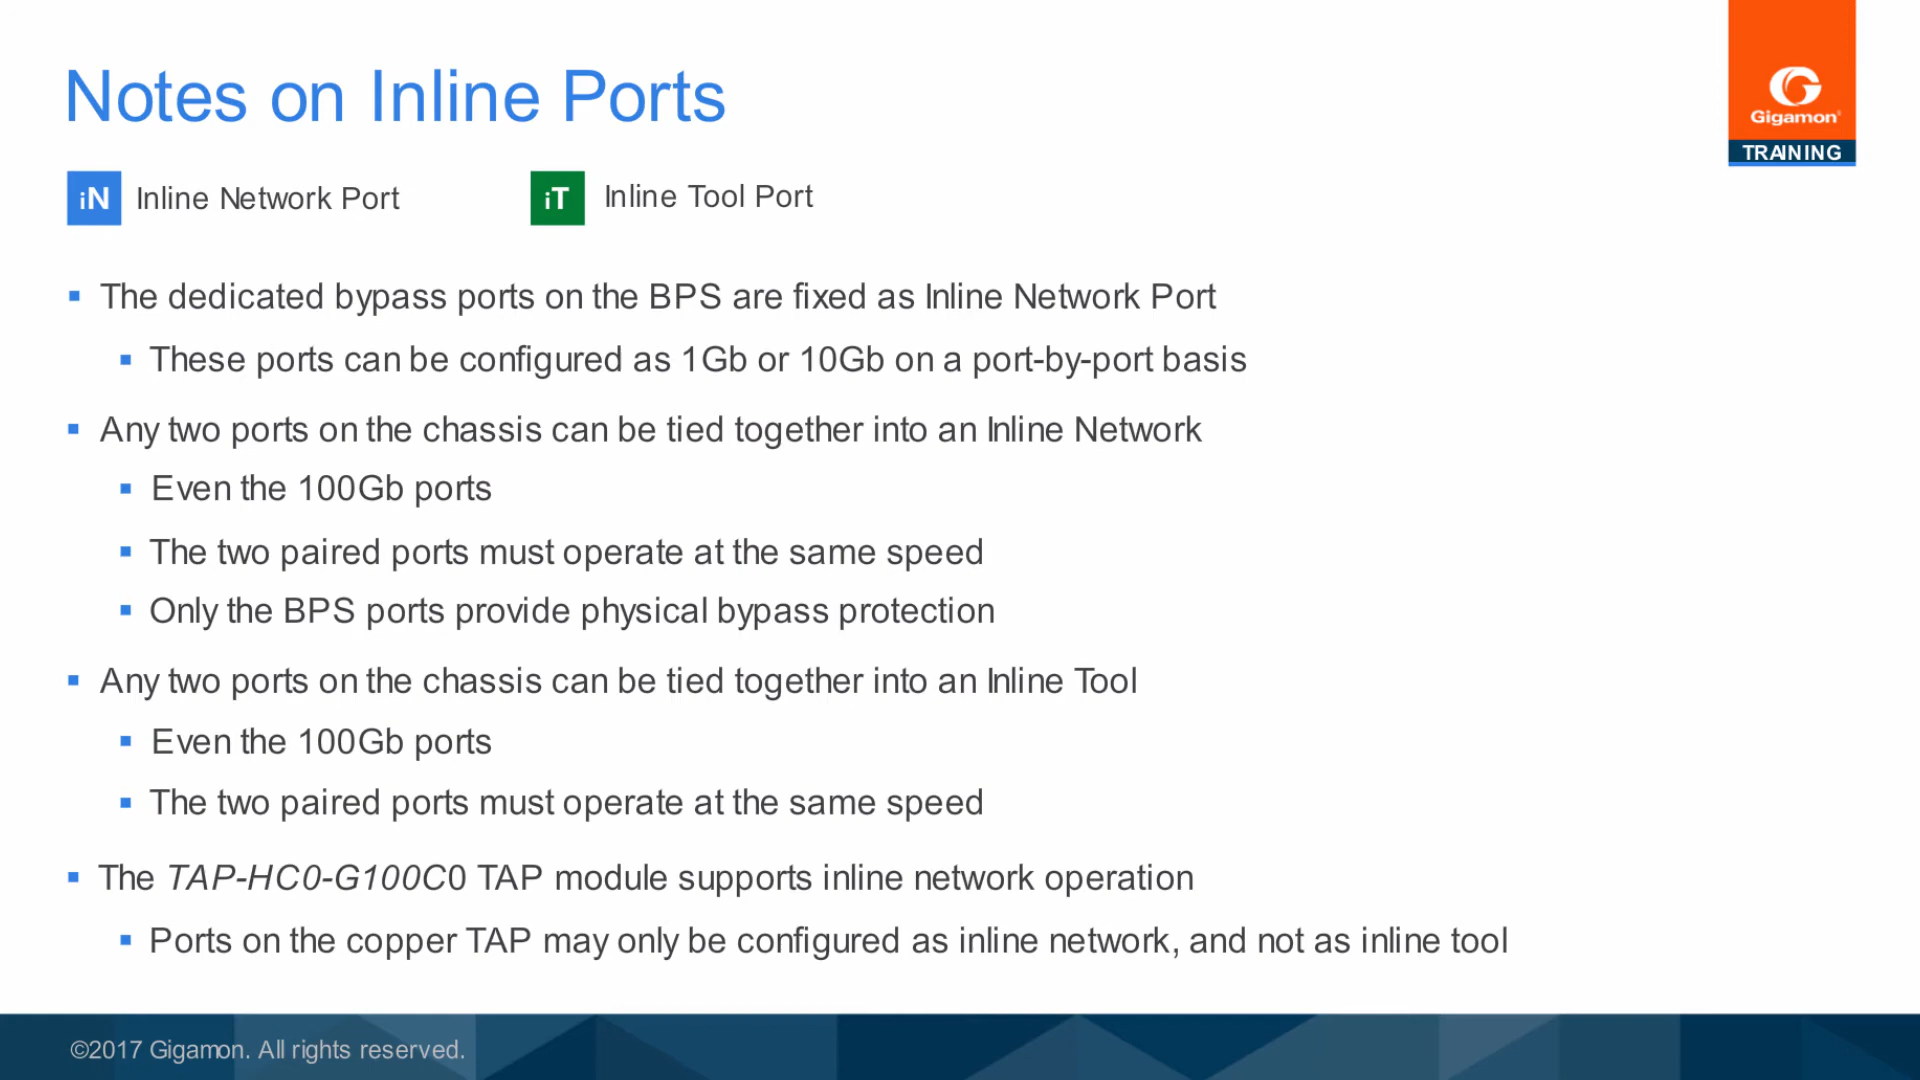 Notes on Inline Ports
Gigamon®
TRAINING
iN Inline Network Port
iT Inline Tool Port
▪ The dedicated bypass ports on the BPS are fixed as Inline Network Port
▪ These ports can be configured as 1Gb or 10Gb on a port-by-port basis
▪ Any two ports on the chassis can be tied together into an Inline Network
▪ Even the 100Gb ports
▪ The two paired ports must operate at the same speed
▪ Only the BPS ports provide physical bypass protection
▪ Any two ports on the chassis can be tied together into an Inline Tool
▪ Even the 100Gb ports
▪ The two paired ports must operate at the same speed
▪ The TAP-HC0-G100C0 TAP module supports inline network operation
▪ Ports on the copper TAP may only be configured as inline network, and not as inline tool
©2017 Gigamon. All rights reserved.